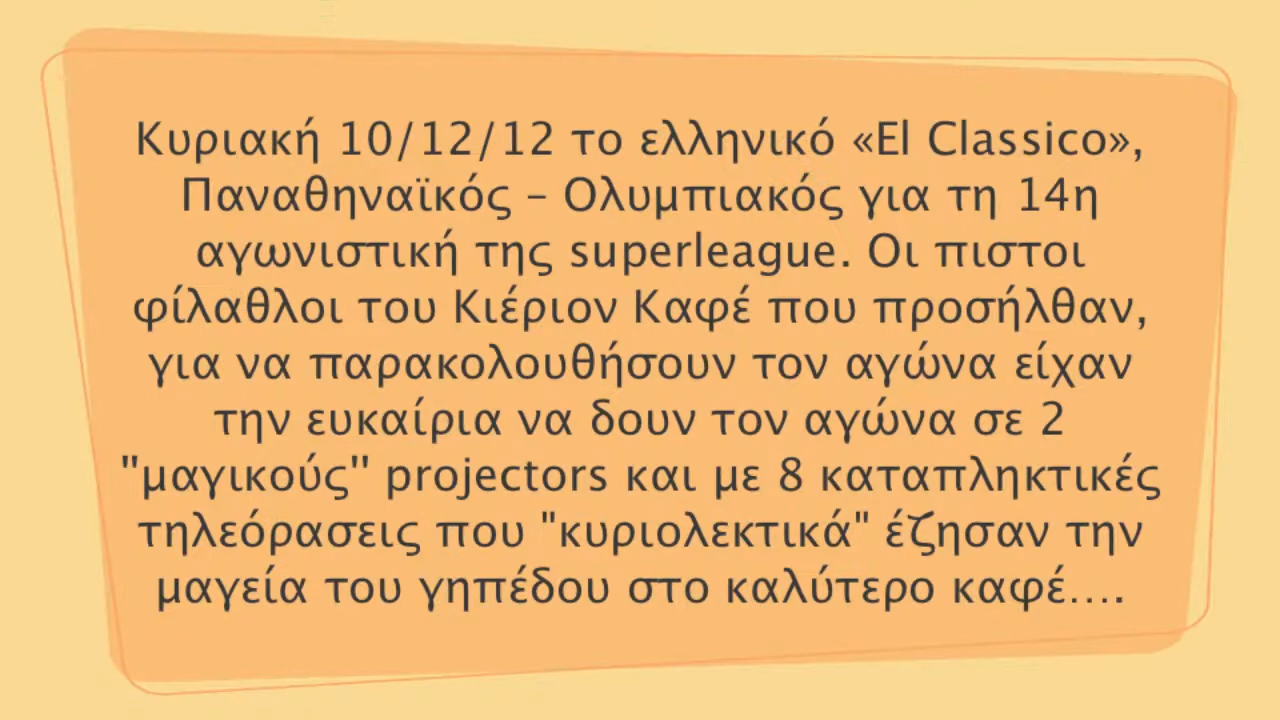 Κυριακή 10/12/12 το ελληνικό «El Classico»,
Παναθηναϊκός – Ολυμπιακός για τη 14η
αγωνιστική της superleague. Οι πιστοι
φίλαθλοι του Κιέριον Καφέ που προσήλθαν,
για να παρακολουθήσουν τον αγώνα είχαν
την ευκαίρια να δουν τον αγώνα σε 2
"μαγικούς'' projectors και με 8 καταπληκτικές
τηλεόρασεις που "κυριολεκτικά" έζησαν την
μαγεία του γηπέδου στο καλύτερο καφέ….